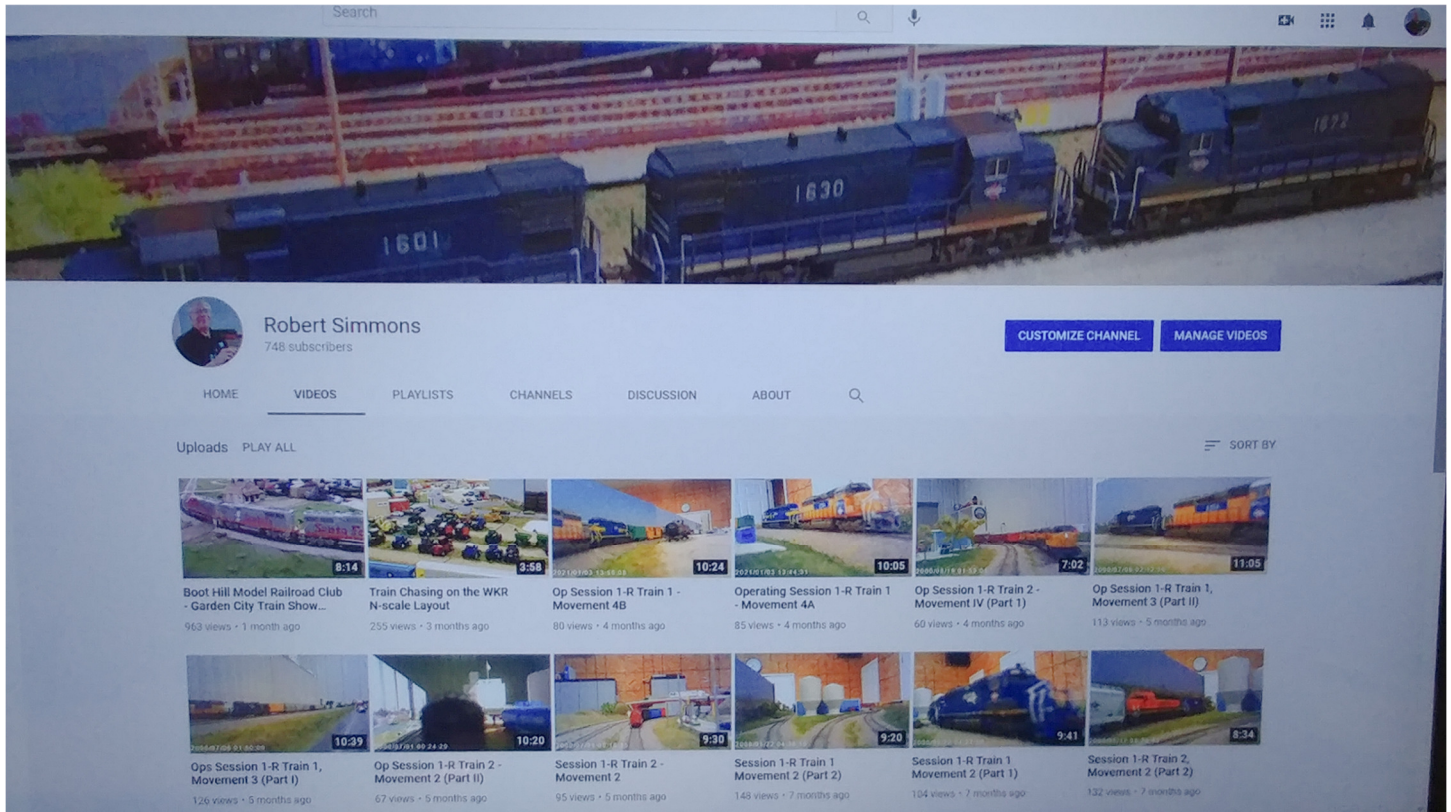 Search
1601
1630
1672
Robert Simmons
748 subscribers
CUSTOMIZE CHANNEL
MANAGE VIDEOS
HOME
VIDEOS
PLAYLISTS
CHANNELS
DISCUSSION
ABOUT
Uploads
PLAY ALL
SORT BY
8:14
3:58
10:24
10:05
7:02
11:05
Boot Hill Model Railroad Club
- Garden City Train Show...
963 views • 1 month ago
Train Chasing on the WKR
N-scale Layout
255 views • 3 months ago
Op Session 1-R Train 1 -
Movement 4B
80 views • 4 months ago
Operating Session 1-R Train 1
- Movement 4A
85 views • 4 months ago
Op Session 1-R Train 2 -
Movement IV (Part 1)
60 views • 4 months ago
Op Session 1-R Train 1,
Movement 3 (Part II)
113 views • 5 months ago
10:39
10:20
9:30
9:20
9:41
8:34
Ops Session 1-R Train 1,
Movement 3 (Part I)
126 views • 5 months ago
Op Session 1-R Train 2 -
Movement 2 (Part II)
67 views • 5 months ago
Session 1-R Train 2 -
Movement 2
95 views • 5 months ago
Session 1-R Train 1
Movement 2 (Part 2)
148 views • 7 months ago
Session 1-R Train 1
Movement 2 (Part 1)
104 views • 7 months ago
Session 1-R Train 2,
Movement 2 (Part 2)
132 views • 7 months ago